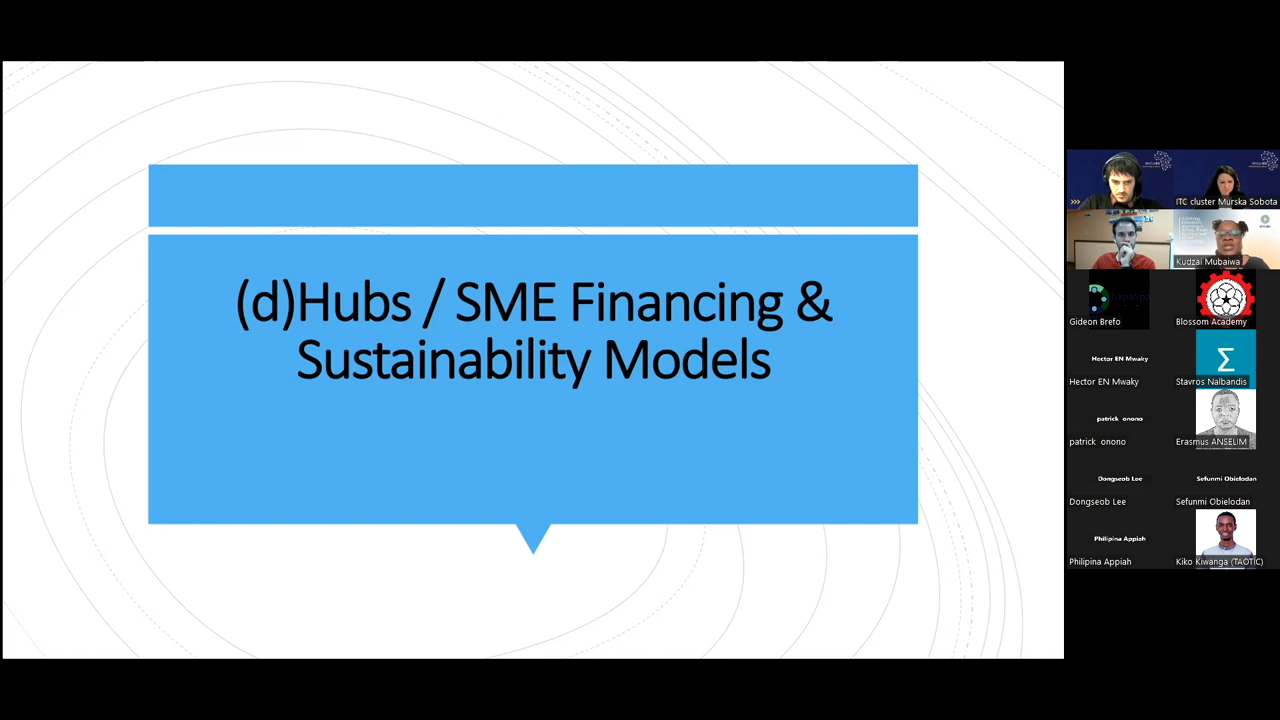 (d)Hubs / SME Financing &
Sustainability Models
ITC cluster Murska Sobota
Kudzai Mubaiwa
Gideon Brefo
Blossom Academy
Hector EN Mwaky
Hector EN Mwaky
Σ
Stavros Nalbandis
patrick onono
patrick onono
Erasmus ANSELIM
Dongseob Lee
Dongseob Lee
Sefunmi Obielodan
Sefunmi Obielodan
Philipina Appiah
Philipina Appiah
Kiko Kiwanga (TAOTIC)